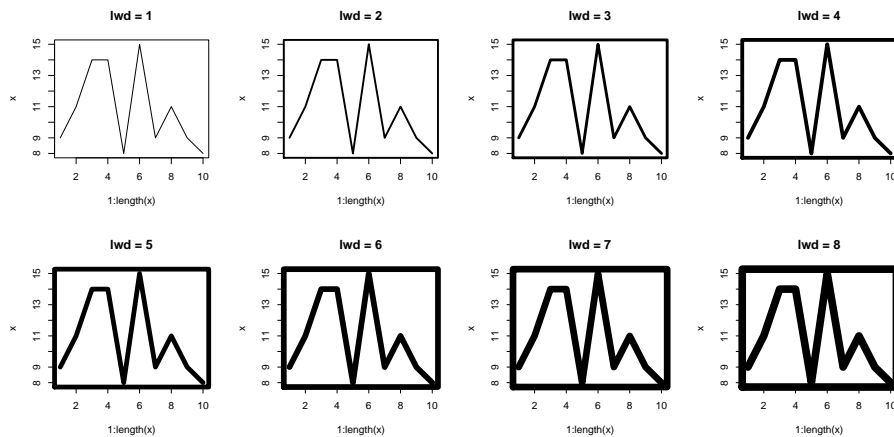 lwd = 1
x
8 9 11 13 15
2 4 6 8 10
1:length(x)
lwd = 2
x
8 9 11 13 15
2 4 6 8 10
1:length(x)
lwd = 3
x
8 9 11 13 15
2 4 6 8 10
1:length(x)
lwd = 4
x
8 9 11 13 15
2 4 6 8 10
1:length(x)
lwd = 5
x
8 9 11 13 15
2 4 6 8 10
1:length(x)
lwd = 6
x
8 9 11 13 15
2 4 6 8 10
1:length(x)
lwd = 7
x
8 9 11 13 15
2 4 6 8 10
1:length(x)
lwd = 8
x
8 9 11 13 15
2 4 6 8 10
1:length(x)